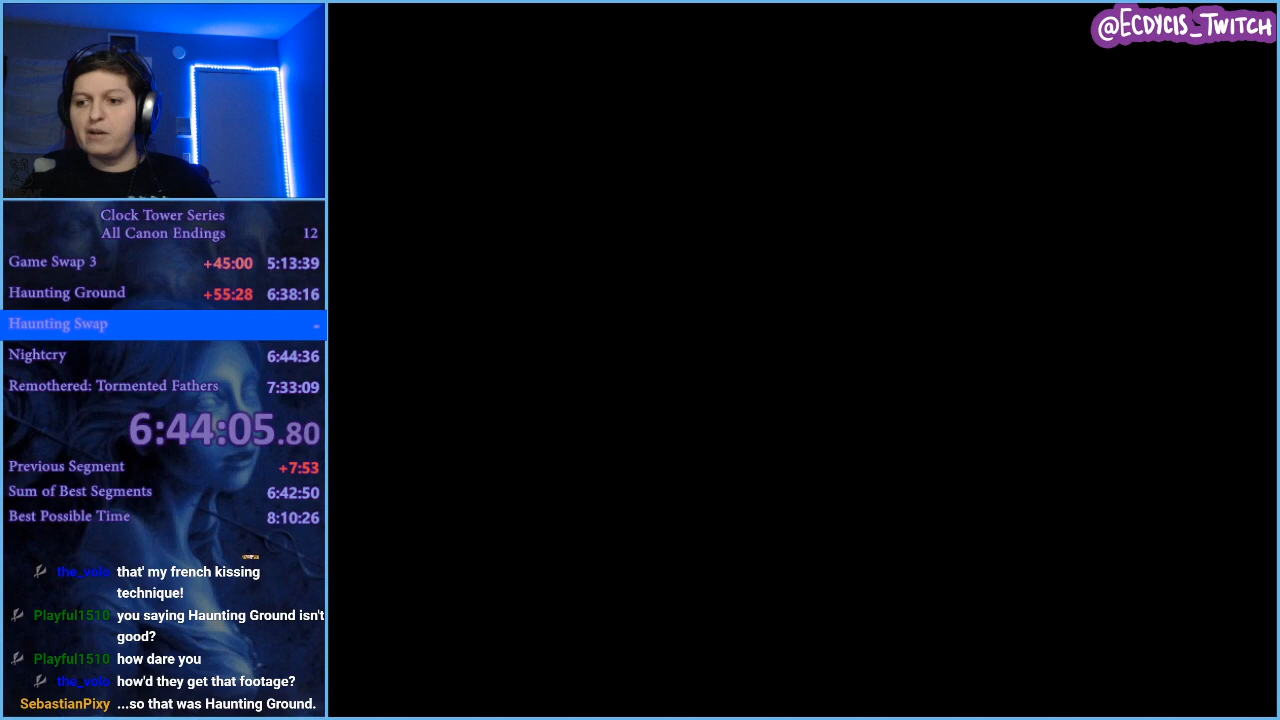 @Ecdycis_Twitch
Clock Tower Series
All Canon Endings 12
Game Swap 3 +45:00 5:13:39
Haunting Ground +55:28 6:38:16
Haunting Swap -
Nightcry 6:44:36
Remothered: Tormented Fathers 7:33:09
6:44:05.80
Previous Segment +7:53
Sum of Best Segments 6:42:50
Best Possible Time 8:10:26
the_volo that' my french kissing
technique!
Playful1510 you saying Haunting Ground isn't
good?
Playful1510 how dare you
the_volo how'd they get that footage?
SebastianPixy ...so that was Haunting Ground.